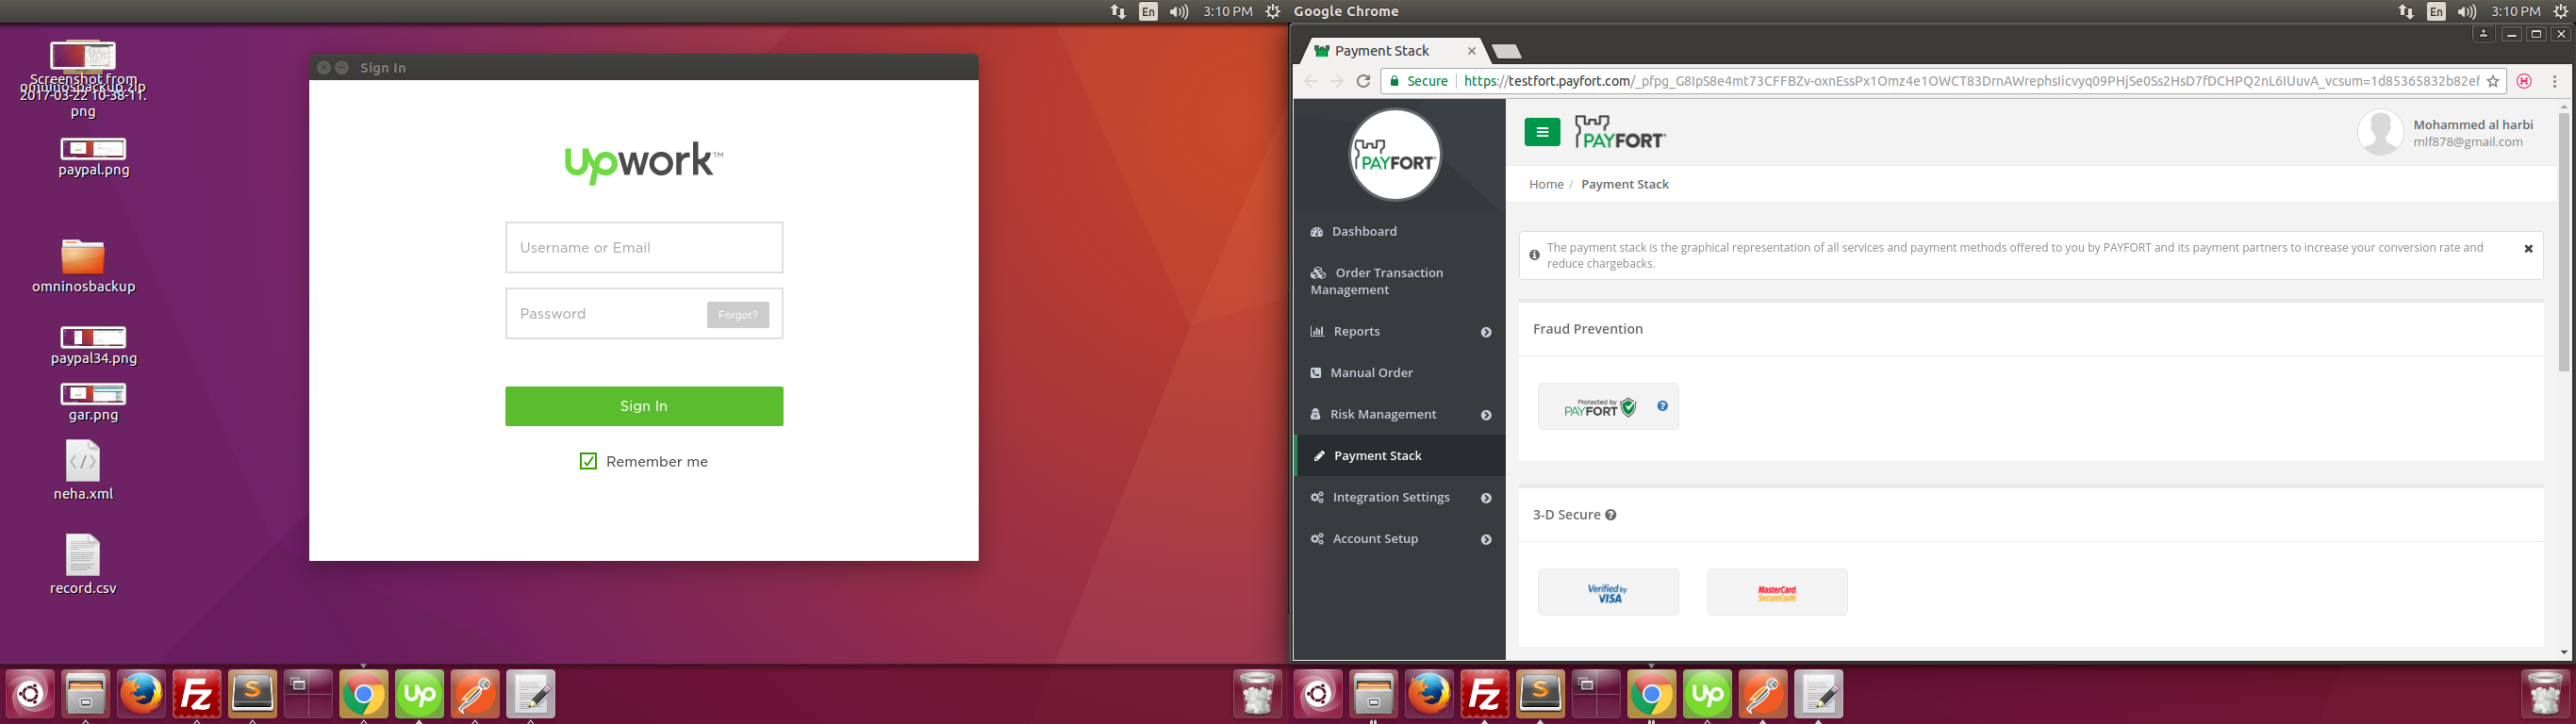 En
3:10 PM
Google Chrome
En
3:10 PM
Screenshot from
2017-03-22 10-38-11.
png
paypal.png
omninosbackup
paypal34.png
gar.png
neha.xml
record.csv
Sign In
upwork™
Username or Email
Password
Forgot?
Sign In
Remember me
Payment Stack
Secure
https://testfort.payfort.com/_pfpg_G8IpS8e4mt73CFFBZv-oxnEssPx1Omz4e1OWCT83DrnAWrephsIicvyq09PHjSe0Ss2HsD7fDCHPQ2nL6IUuvA_vcsum=1d85365832b82ef
PAYFORT
Dashboard
Order Transaction
Management
Reports
Manual Order
Risk Management
Payment Stack
Integration Settings
Account Setup
PAYFORT
Mohammed al harbi
mlf878@gmail.com
Home / Payment Stack
The payment stack is the graphical representation of all services and payment methods offered to you by PAYFORT and its payment partners to increase your conversion rate and
reduce chargebacks.
Fraud Prevention
Protected by
PAYFORT
3-D Secure
Verified by
VISA
MasterCard
SecureCode
Fz
S
Up
Fz
S
Up